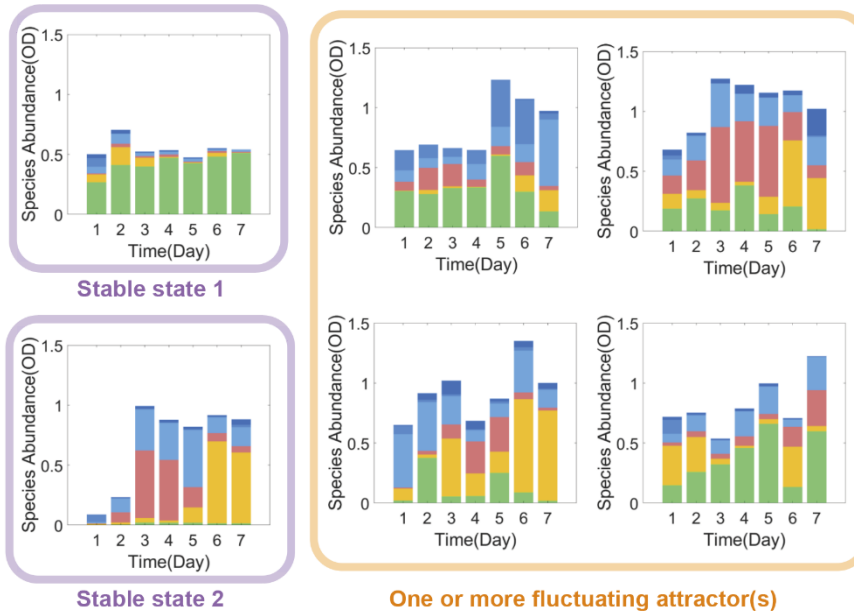 Species Abundance(OD)
1.5
1
0.5
0
1 2 3 4 5 6 7
Time(Day)
Stable state 1
Species Abundance(OD)
1.5
1
0.5
0
1 2 3 4 5 6 7
Time(Day)
Stable state 2
Species Abundance(OD)
1.5
1
0.5
0
1 2 3 4 5 6 7
Time(Day)
Species Abundance(OD)
1.5
1
0.5
0
1 2 3 4 5 6 7
Time(Day)
Species Abundance(OD)
1.5
1
0.5
0
1 2 3 4 5 6 7
Time(Day)
Species Abundance(OD)
1.5
1
0.5
0
1 2 3 4 5 6 7
Time(Day)
One or more fluctuating attractor(s)